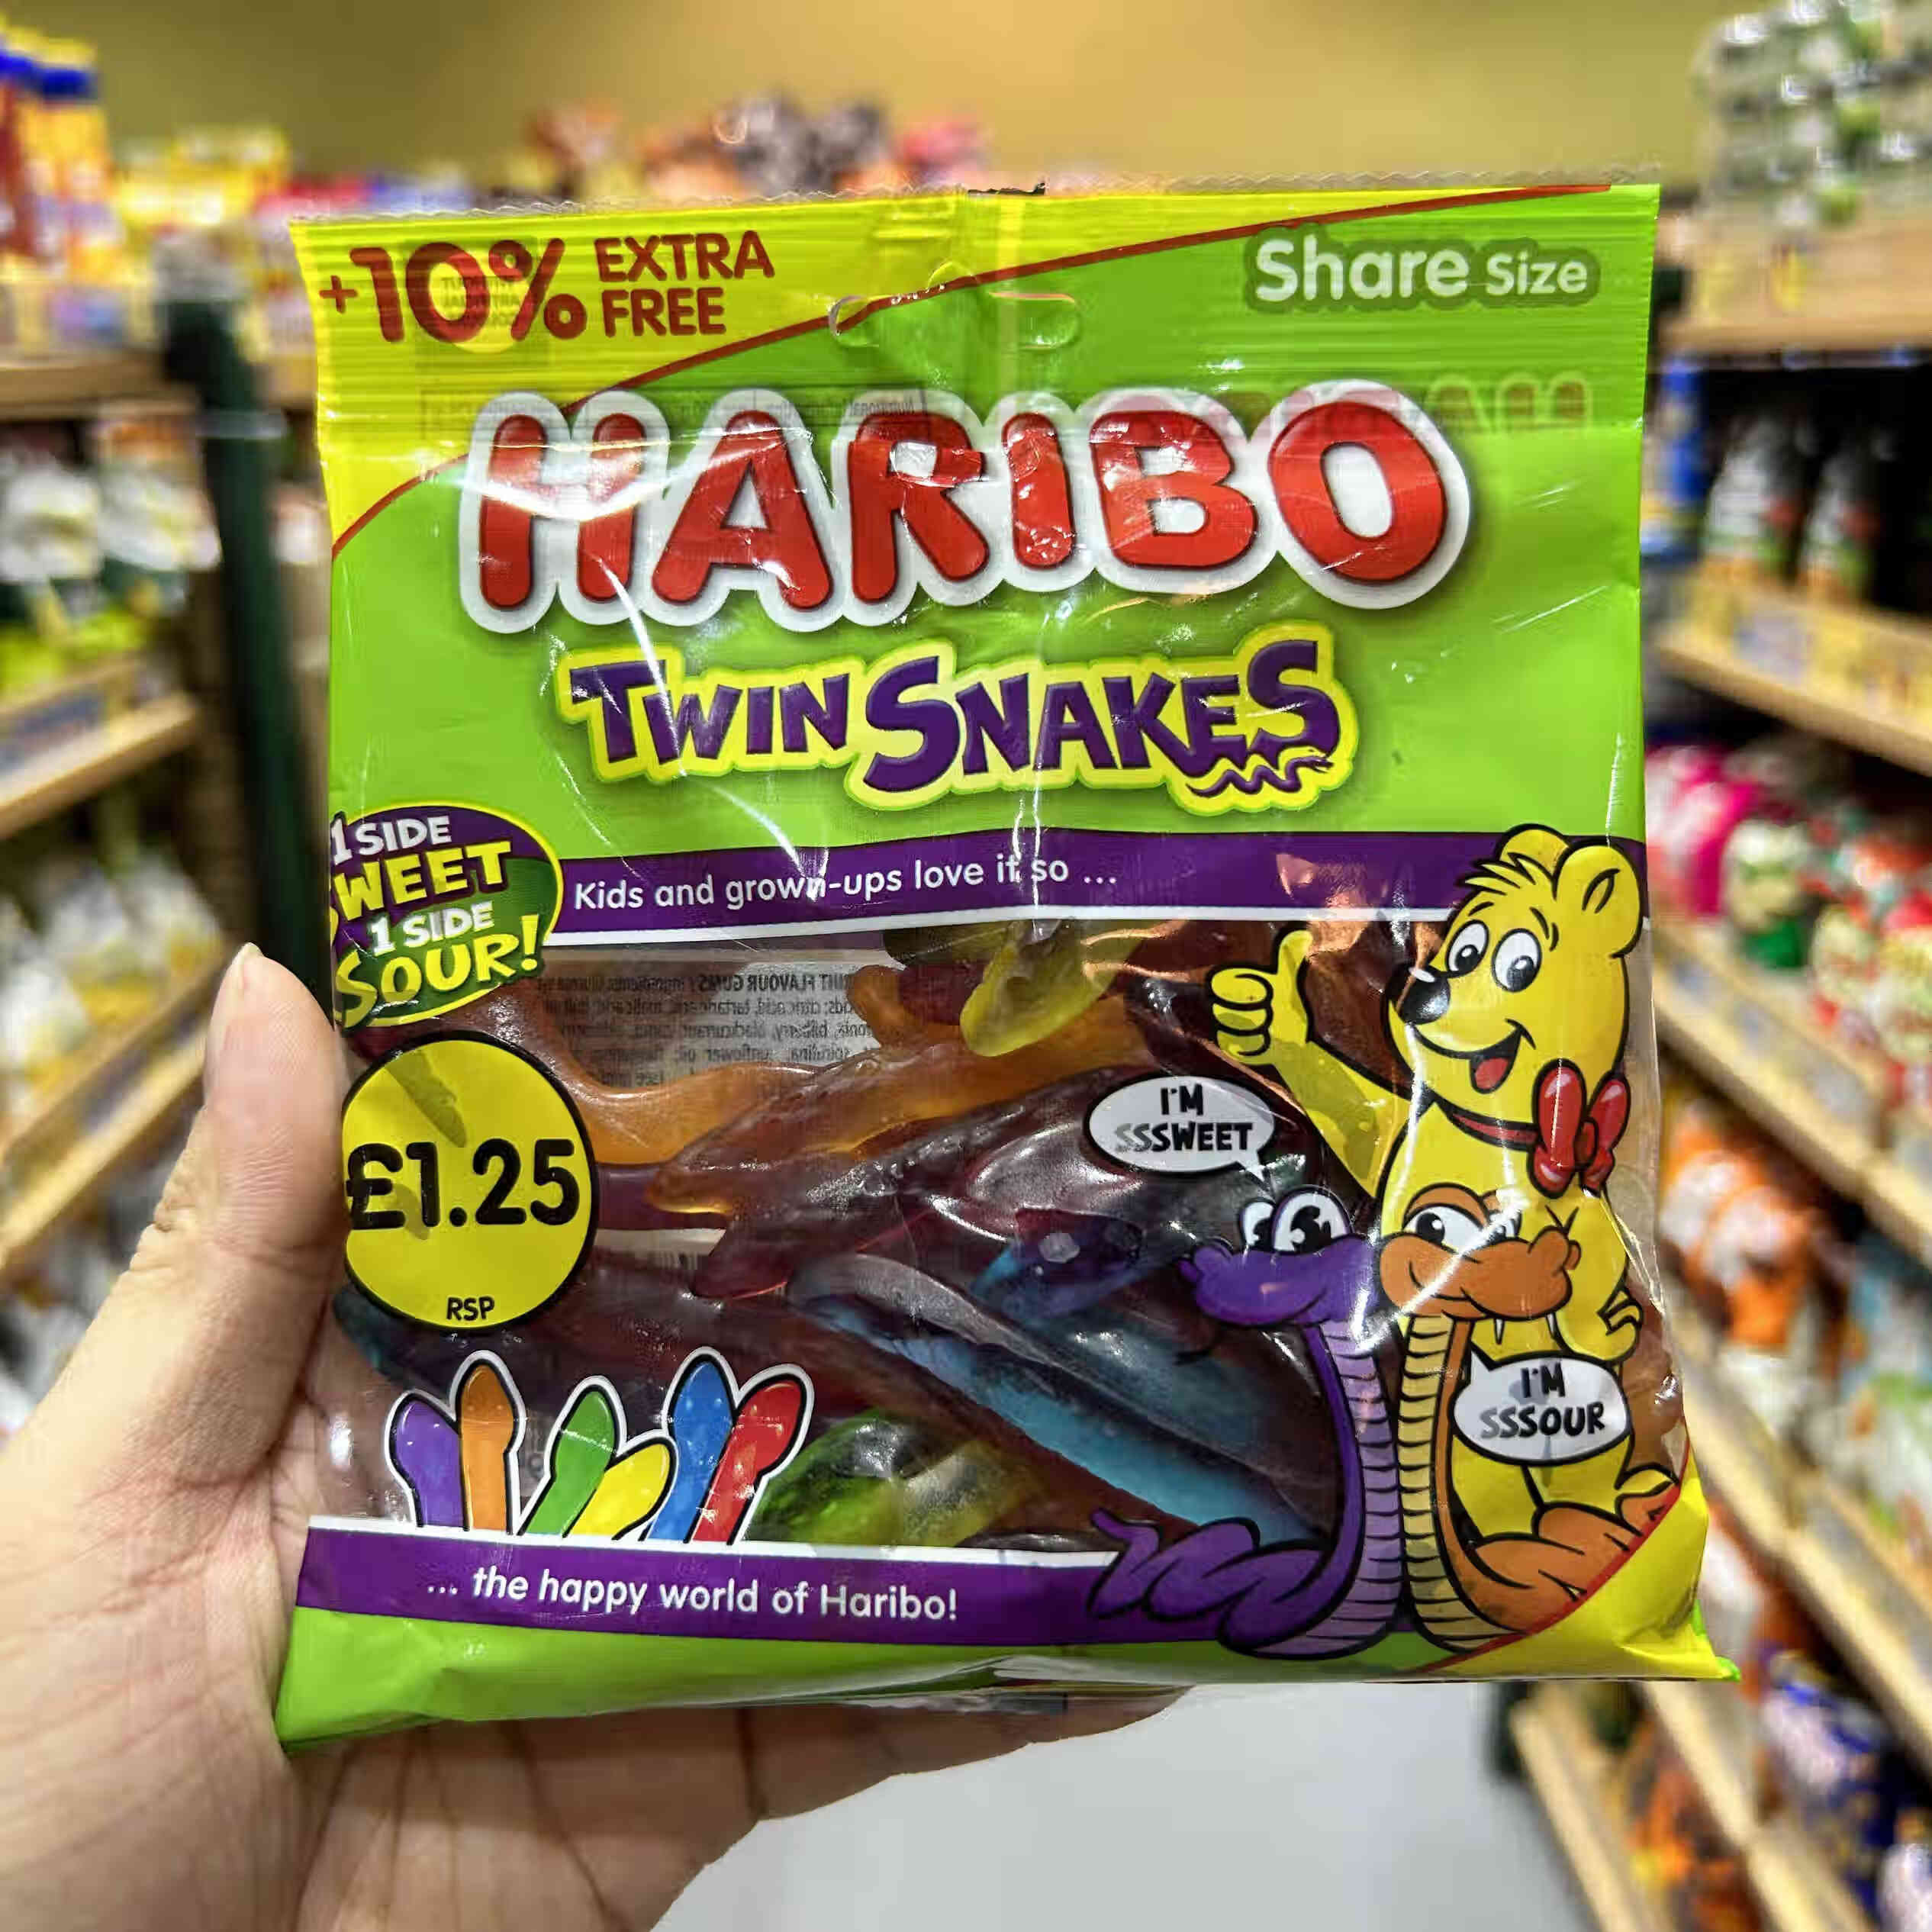 +10% EXTRA
FREE
Share Size
HARIBO
TWIN SNAKES
1 SIDE
SWEET
1 SIDE
SOUR!
Kids and grown-ups love it so ...
I'M
SSSWEET
£1.25
RSP
I'M
SSSOUR
... the happy world of Haribo!